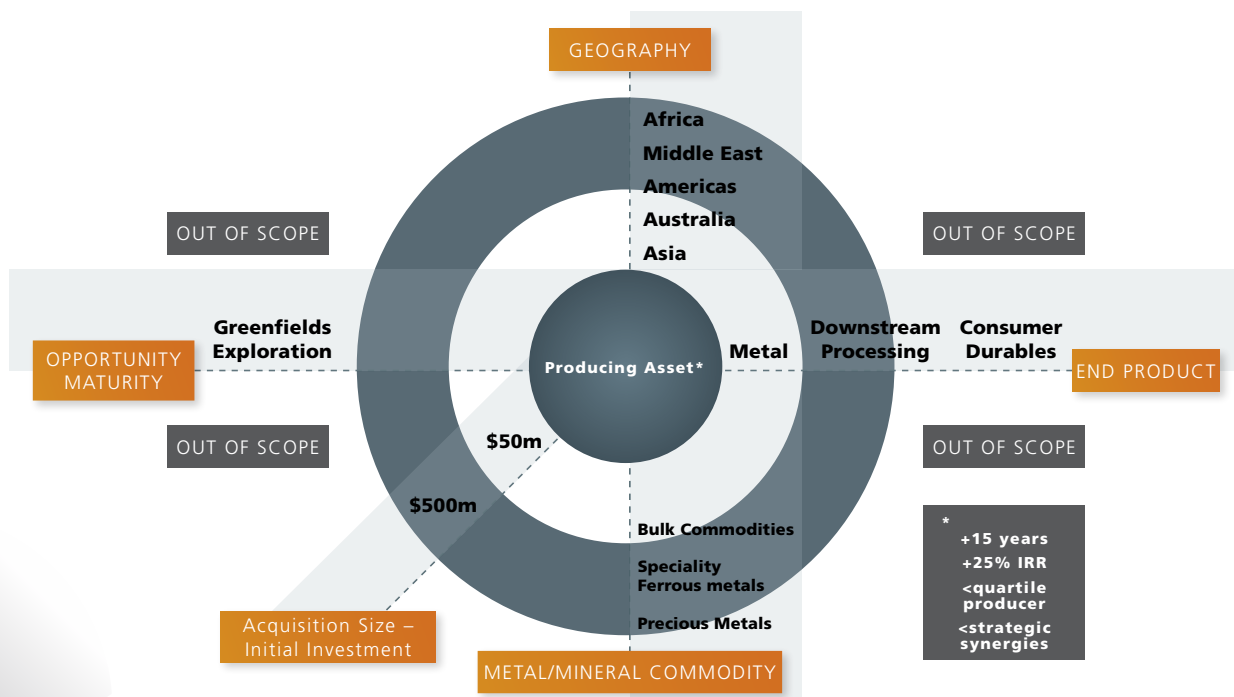 GEOGRAPHY
Africa
Middle East
Americas
Australia
Asia
OUT OF SCOPE
OUT OF SCOPE
Greenfields
Exploration
OPPORTUNITY
MATURITY
Producing Asset*
Metal
Downstream
Processing
Consumer
Durables
END PRODUCT
OUT OF SCOPE
OUT OF SCOPE
$50m
$500m
Acquisition Size –
Initial Investment
Bulk Commodities
Speciality
Ferrous metals
Precious Metals
METAL/MINERAL COMMODITY
*
+15 years
+25% IRR
<quartile
producer
<strategic
synergies